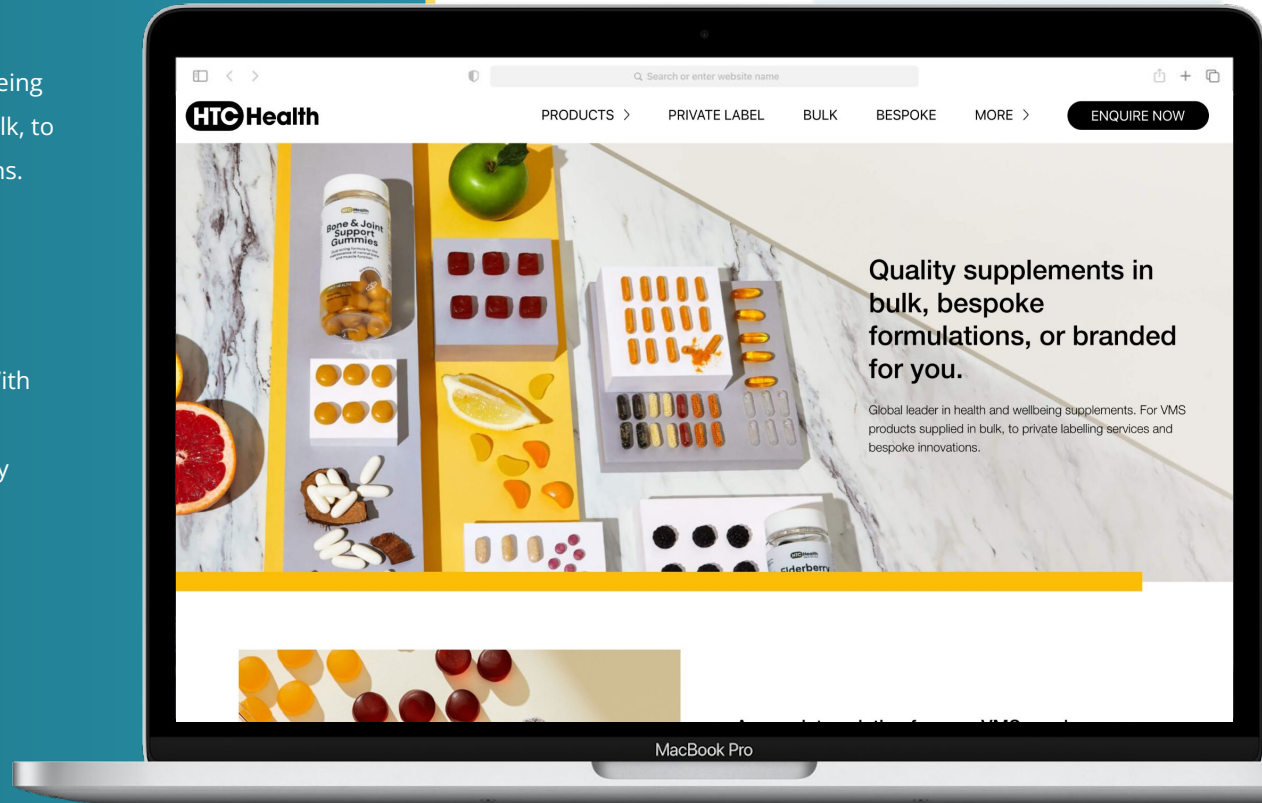 eing
lk, to
ns.
ith
y
Search or enter website name
HTC Health
PRODUCTS >
PRIVATE LABEL
BULK
BESPOKE
MORE >
ENQUIRE NOW
HTC Health
Bone & Joint
Support
Gummies
Elderberry
Quality supplements in
bulk, bespoke
formulations, or branded
for you.
Global leader in health and wellbeing supplements. For VMS
products supplied in bulk, to private labelling services and
bespoke innovations.
MacBook Pro